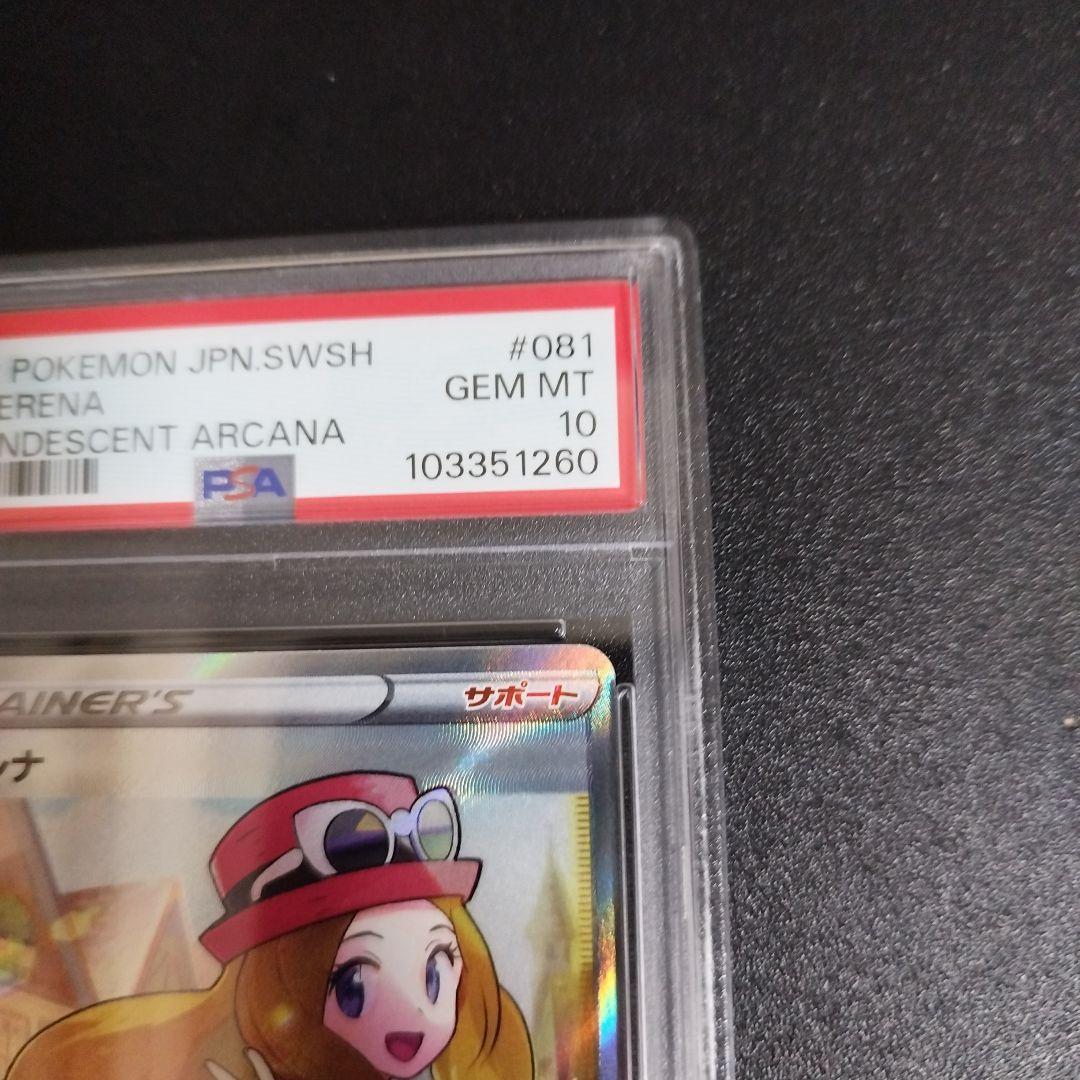 POKEMON JPN.SWSH #081
ERENA GEM MT
NDESCENT ARCANA 10
PSA 103351260
AINER'S サポート
ナ